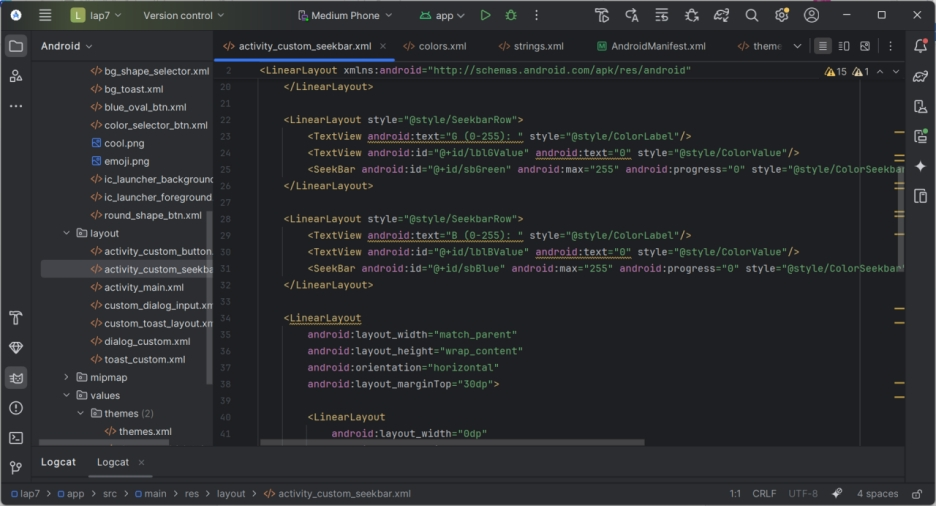 L lap7 Version control Medium Phone app
Android
activity_custom_seekbar.xml colors.xml strings.xml AndroidManifest.xml theme
bg_shape_selector.xml
bg_toast.xml
blue_oval_btn.xml
color_selector_btn.xml
cool.png
emoji.png
ic_launcher_background
ic_launcher_foreground
round_shape_btn.xml
layout
activity_custom_button
activity_custom_seekba
activity_main.xml
custom_dialog_input.xm
custom_toast_layout.xm
dialog_custom.xml
toast_custom.xml
mipmap
values
themes (2)
themes.xml
15 1
2 <LinearLayout xmlns:android="http://schemas.android.com/apk/res/android"
20 </LinearLayout>
21
22 <LinearLayout style="@style/SeekbarRow">
23 <TextView android:text="G (0-255): " style="@style/ColorLabel"/>
24 <TextView android:id="@+id/lblGValue" android:text="0" style="@style/ColorValue"/>
25 <SeekBar android:id="@+id/sbGreen" android:max="255" android:progress="0" style="@style/ColorSeekba
26 </LinearLayout>
27
28 <LinearLayout style="@style/SeekbarRow">
29 <TextView android:text="B (0-255): " style="@style/ColorLabel"/>
30 <TextView android:id="@+id/lblBValue" android:text="0" style="@style/ColorValue"/>
31 <SeekBar android:id="@+id/sbBlue" android:max="255" android:progress="0" style="@style/ColorSeekbar
32 </LinearLayout>
33
34 <LinearLayout
35 android:layout_width="match_parent"
36 android:layout_height="wrap_content"
37 android:orientation="horizontal"
38 android:layout_marginTop="30dp">
39
40 <LinearLayout
41 android:layout_width="0dp"
Logcat Logcat
lap7 > app > src > main > res > layout > activity_custom_seekbar.xml 1:1 CRLF UTF-8 4 spaces